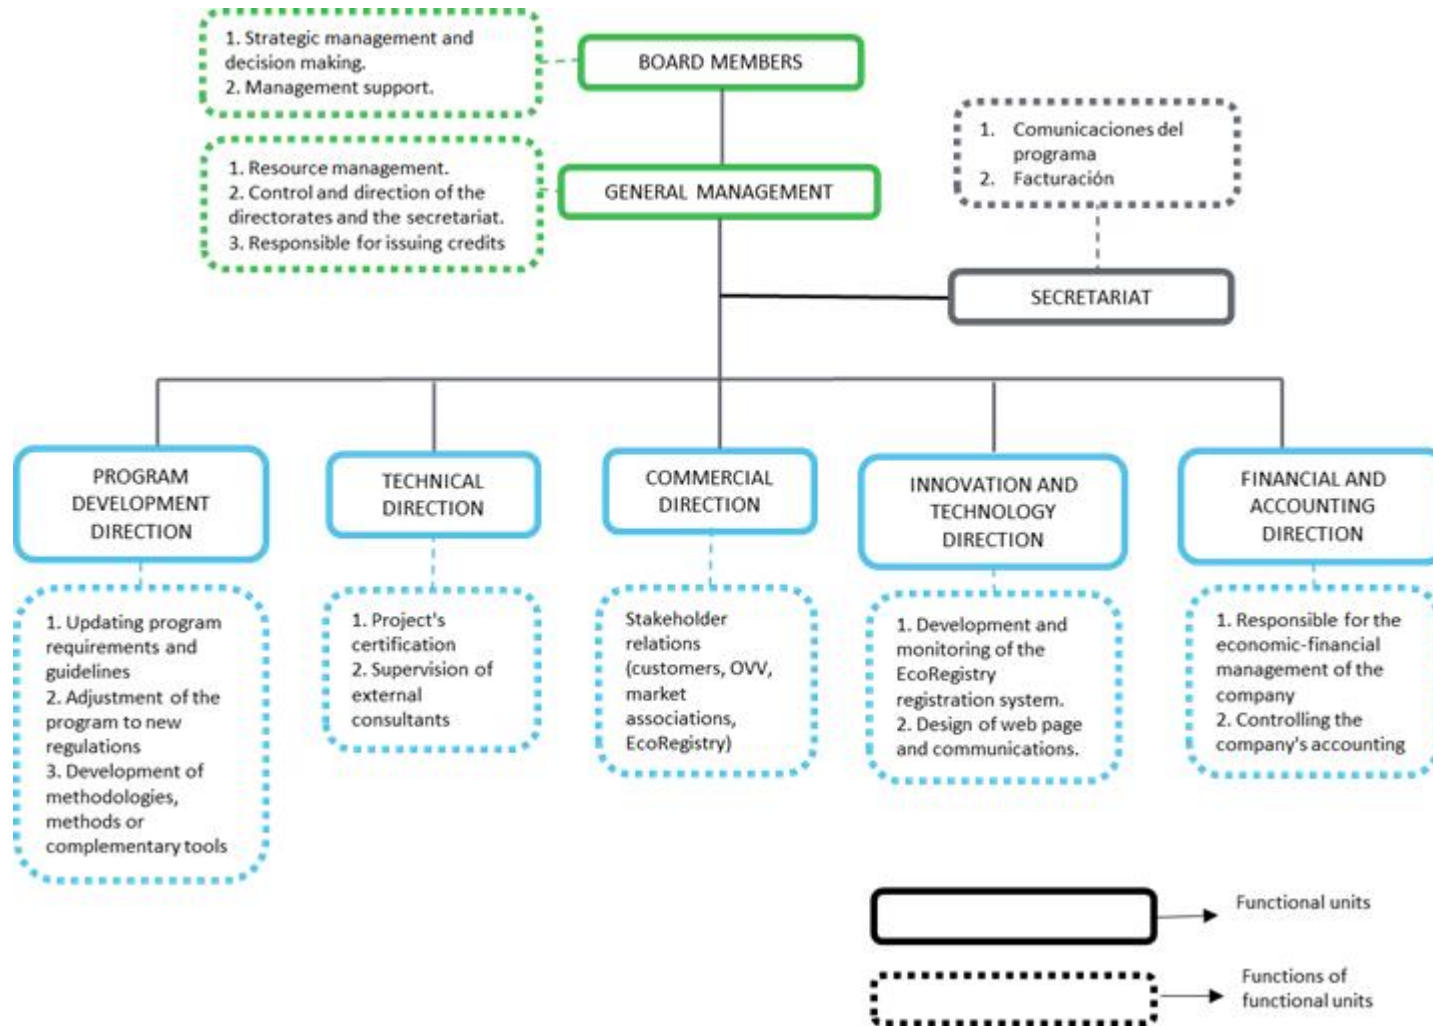 1. Strategic management and
decision making.
2. Management support.
BOARD MEMBERS
1. Comunicaciones del
programa
2. Facturación
1. Resource management.
2. Control and direction of the
directorates and the secretariat.
3. Responsible for issuing credits
GENERAL MANAGEMENT
SECRETARIAT
PROGRAM
DEVELOPMENT
DIRECTION
TECHNICAL
DIRECTION
COMMERCIAL
DIRECTION
INNOVATION AND
TECHNOLOGY
DIRECTION
FINANCIAL AND
ACCOUNTING
DIRECTION
1. Updating program
requirements and
guidelines
2. Adjustment of the
program to new
regulations
3. Development of
methodologies,
methods or
complementary tools
1. Project's
certification
2. Supervision of
external
consultants
Stakeholder
relations
(customers, OVV,
market
associations,
EcoRegistry)
1. Development and
monitoring of the
EcoRegistry
registration system.
2. Design of web page
and communications.
1. Responsible for the
economic-financial
management of the
company
2. Controlling the
company's accounting
Functional units
Functions of
functional units